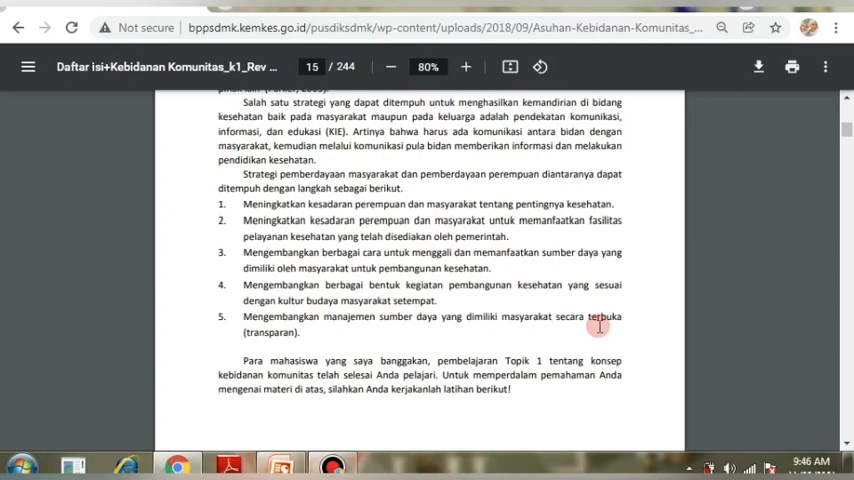 Not secure
bppsdmk.kemkes.go.id/pusdiksdmk/wp-content/uploads/2018/09/Asuhan-Kebidanan-Komunitas_...
Daftar isi+Kebidanan Komunitas_k1_Rev ...
15 / 244
80%
Salah satu strategi yang dapat ditempuh untuk menghasilkan kemandirian di bidang
kesehatan baik pada masyarakat maupun pada keluarga adalah pendekatan komunikasi,
informasi, dan edukasi (KIE). Artinya bahwa harus ada komunikasi antara bidan dengan
masyarakat, kemudian melalui komunikasi pula bidan memberikan informasi dan melakukan
pendidikan kesehatan.
Strategi pemberdayaan masyarakat dan pemberdayaan perempuan diantaranya dapat
ditempuh dengan langkah sebagai berikut.
1. Meningkatkan kesadaran perempuan dan masyarakat tentang pentingnya kesehatan.
2. Meningkatkan kesadaran perempuan dan masyarakat untuk memanfaatkan fasilitas
pelayanan kesehatan yang telah disediakan oleh pemerintah.
3. Mengembangkan berbagai cara untuk menggali dan memanfaatkan sumber daya yang
dimiliki oleh masyarakat untuk pembangunan kesehatan.
4. Mengembangkan berbagai bentuk kegiatan pembangunan kesehatan yang sesuai
dengan kultur budaya masyarakat setempat.
5. Mengembangkan manajemen sumber daya yang dimiliki masyarakat secara terbuka
(transparan).
Para mahasiswa yang saya banggakan, pembelajaran Topik 1 tentang konsep
kebidanan komunitas telah selesai Anda pelajari. Untuk memperdalam pemahaman Anda
mengenai materi di atas, silahkan Anda kerjakanlah latihan berikut!
9:46 AM